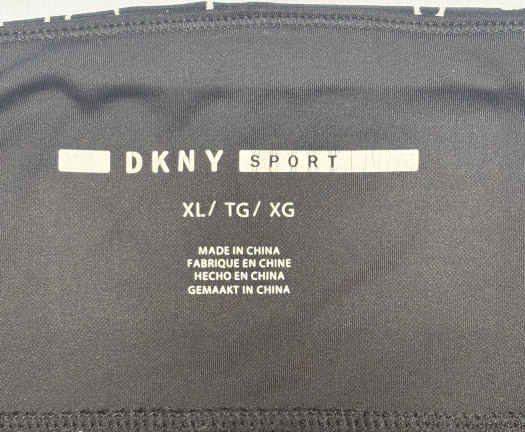 DKNY SPORT
XL/ TG/ XG
MADE IN CHINA
FABRIQUE EN CHINE
HECHO EN CHINA
GEMAAKT IN CHINA